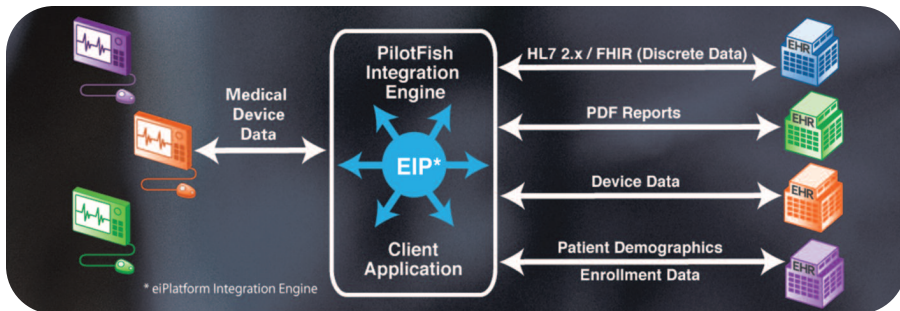 Medical
Device
Data
* eiPlatform Integration Engine
PilotFish
Integration
Engine
EIP*
Client
Application
HL7 2.x / FHIR (Discrete Data)
PDF Reports
Device Data
Patient Demographics
Enrollment Data
EHR
EHR
EHR
EHR